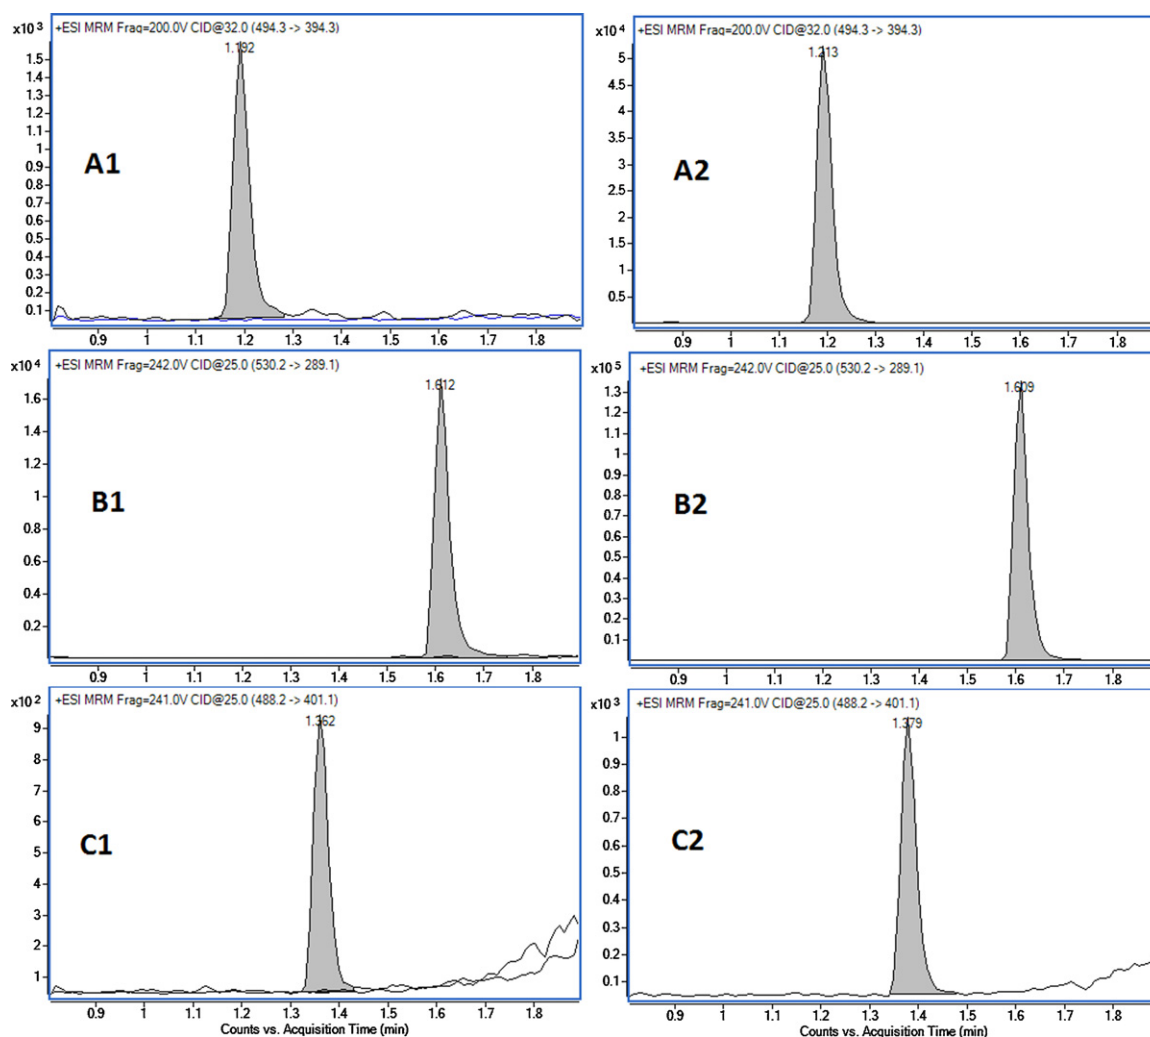 x10³
+ESI MRM Frag=200.0V CID@32.0 (494.3 -> 394.3)
1.192
1.5
1.4
1.3
1.2
1.1
1
0.9
0.8
0.7
0.6
0.5
0.4
0.3
0.2
0.1
A1
0.9 1 1.1 1.2 1.3 1.4 1.5 1.6 1.7 1.8
x10⁴
+ESI MRM Frag=200.0V CID@32.0 (494.3 -> 394.3)
1.213
5
4.5
4
3.5
3
2.5
2
1.5
1
0.5
A2
0.9 1 1.1 1.2 1.3 1.4 1.5 1.6 1.7 1.8
x10⁴
+ESI MRM Frag=242.0V CID@25.0 (530.2 -> 289.1)
1.612
1.6
1.4
1.2
1
0.8
0.6
0.4
0.2
B1
0.9 1 1.1 1.2 1.3 1.4 1.5 1.6 1.7 1.8
x10⁵
+ESI MRM Frag=242.0V CID@25.0 (530.2 -> 289.1)
1.609
1.3
1.2
1.1
1
0.9
0.8
0.7
0.6
0.5
0.4
0.3
0.2
0.1
B2
0.9 1 1.1 1.2 1.3 1.4 1.5 1.6 1.7 1.8
x10²
+ESI MRM Frag=241.0V CID@25.0 (488.2 -> 401.1)
1.362
9
8
7
6
5
4
3
2
1
C1
0.9 1 1.1 1.2 1.3 1.4 1.5 1.6 1.7 1.8
Counts vs. Acquisition Time (min)
x10³
+ESI MRM Frag=241.0V CID@25.0 (488.2 -> 401.1)
1.379
1
0.9
0.8
0.7
0.6
0.5
0.4
0.3
0.2
0.1
C2
0.9 1 1.1 1.2 1.3 1.4 1.5 1.6 1.7 1.8
Counts vs. Acquisition Time (min)